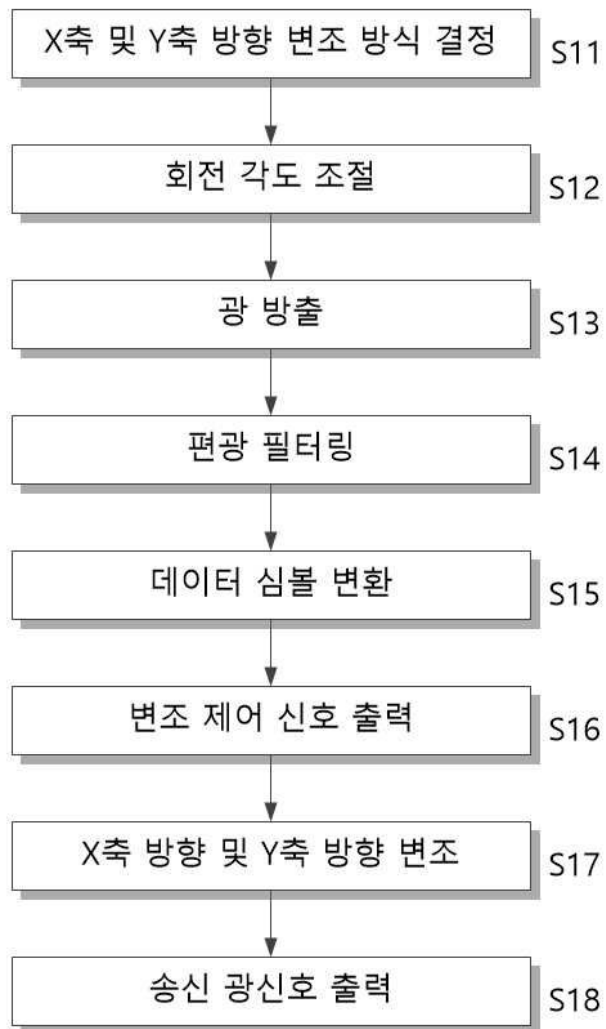 X축 및 Y축 방향 변조 방식 결정
S11
회전 각도 조절
S12
광 방출
S13
편광 필터링
S14
데이터 심볼 변환
S15
변조 제어 신호 출력
S16
X축 방향 및 Y축 방향 변조
S17
송신 광신호 출력
S18